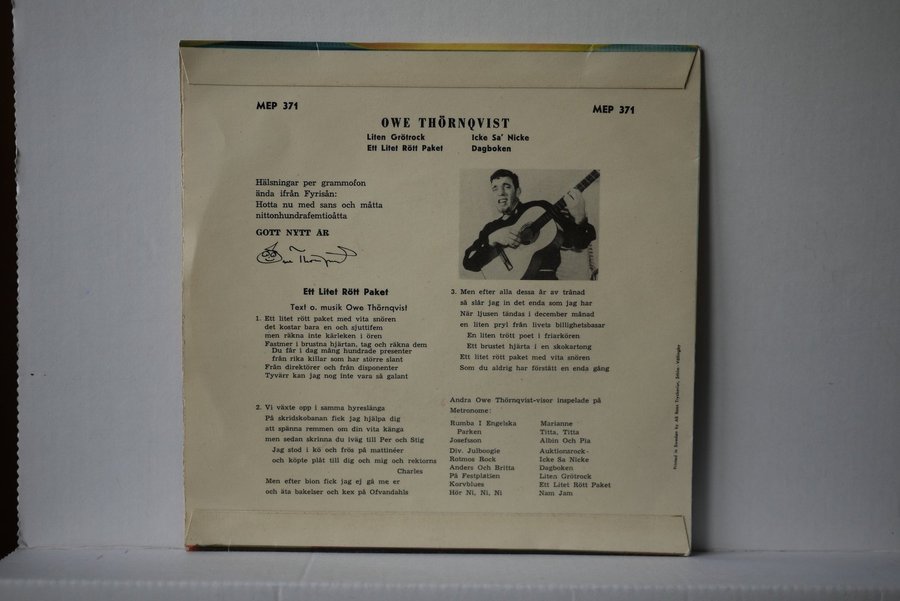 MEP 371
MEP 371
OWE THÖRNQVIST
Liten Grötrock
Icke Sa' Nicke
Ett Litet Rött Paket
Dagboken
Hälsningar per grammofon
ända ifrån Fyrisån:
Hotta nu med sans och måtta
nittonhundrafemtioåtta
GOTT NYTT ÅR
Owe Thörnqvist
Ett Litet Rött Paket
Text o. musik Owe Thörnqvist
1. Ett litet rött paket med vita snören
det kostar bara en och sjuttifem
men räkna inte kärleken i ören
Fastmer i brustna hjärtan, tag och räkna dem
Du får i dag mång hundrade presenter
från rika killar som har större slant
Från direktörer och från disponenter
Tyvärr kan jag nog inte vara så galant
2. Vi växte opp i samma hyreslänga
På skridskobanan fick jag hjälpa dig
att spänna remmen om din vita känga
men sedan skrinna du iväg till Per och Stig
Jag stod i kö och frös på mattinéer
och köpte plåt till dig och mig och rektorns
Charles
Men efter bion fick jag ej gå me er
och äta bakelser och kex på Ofvandahls
3. Men efter alla dessa år av trånad
så slår jag in det enda som jag har
När ljusen tändas i december månad
en liten pryl från livets billighetsbasar
En liten trött poet i friarkören
Ett brustet hjärta i en skokartong
Ett litet rött paket med vita snören
Som du aldrig har förstått en enda gång
Andra Owe Thörnqvist-visor inspelade på
Metronome:
Rumba I Engelska
Parken
Josefsson
Div. Julboogie
Rotmos Rock
Anders Och Britta
På Festplatlen
Korvblues
Hör Ni, Ni, Ni
Marianne
Titta, Titta
Albin Och Pia
Auktionsrock-
Icke Sa Nicke
Dagboken
Liten Grötrock
Ett Litet Rött Paket
Nam Jam
Printed in Sweden by